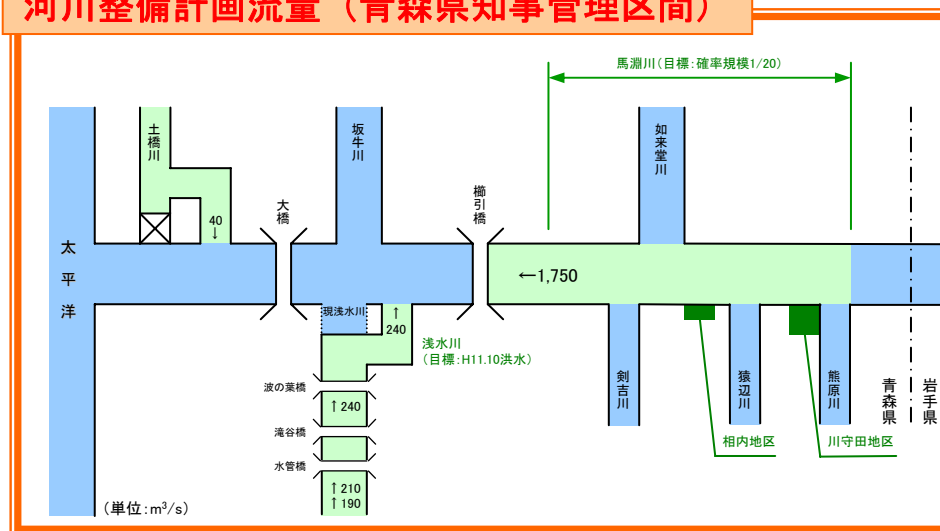 河川整備計画流量（青森県知事管理区間）
馬淵川(目標:確率規模1/20)
土橋川
坂牛川
如来堂川
櫛引橋
大橋
40
↓
太平洋
←1,750
現浅水川
↑
240
浅水川
(目標:H11.10洪水)
剣吉川
猿辺川
熊原川
青森県
岩手県
波の葉橋
↑240
滝谷橋
相内地区
川守田地区
水管橋
↑210
↑190
(単位:m³/s)